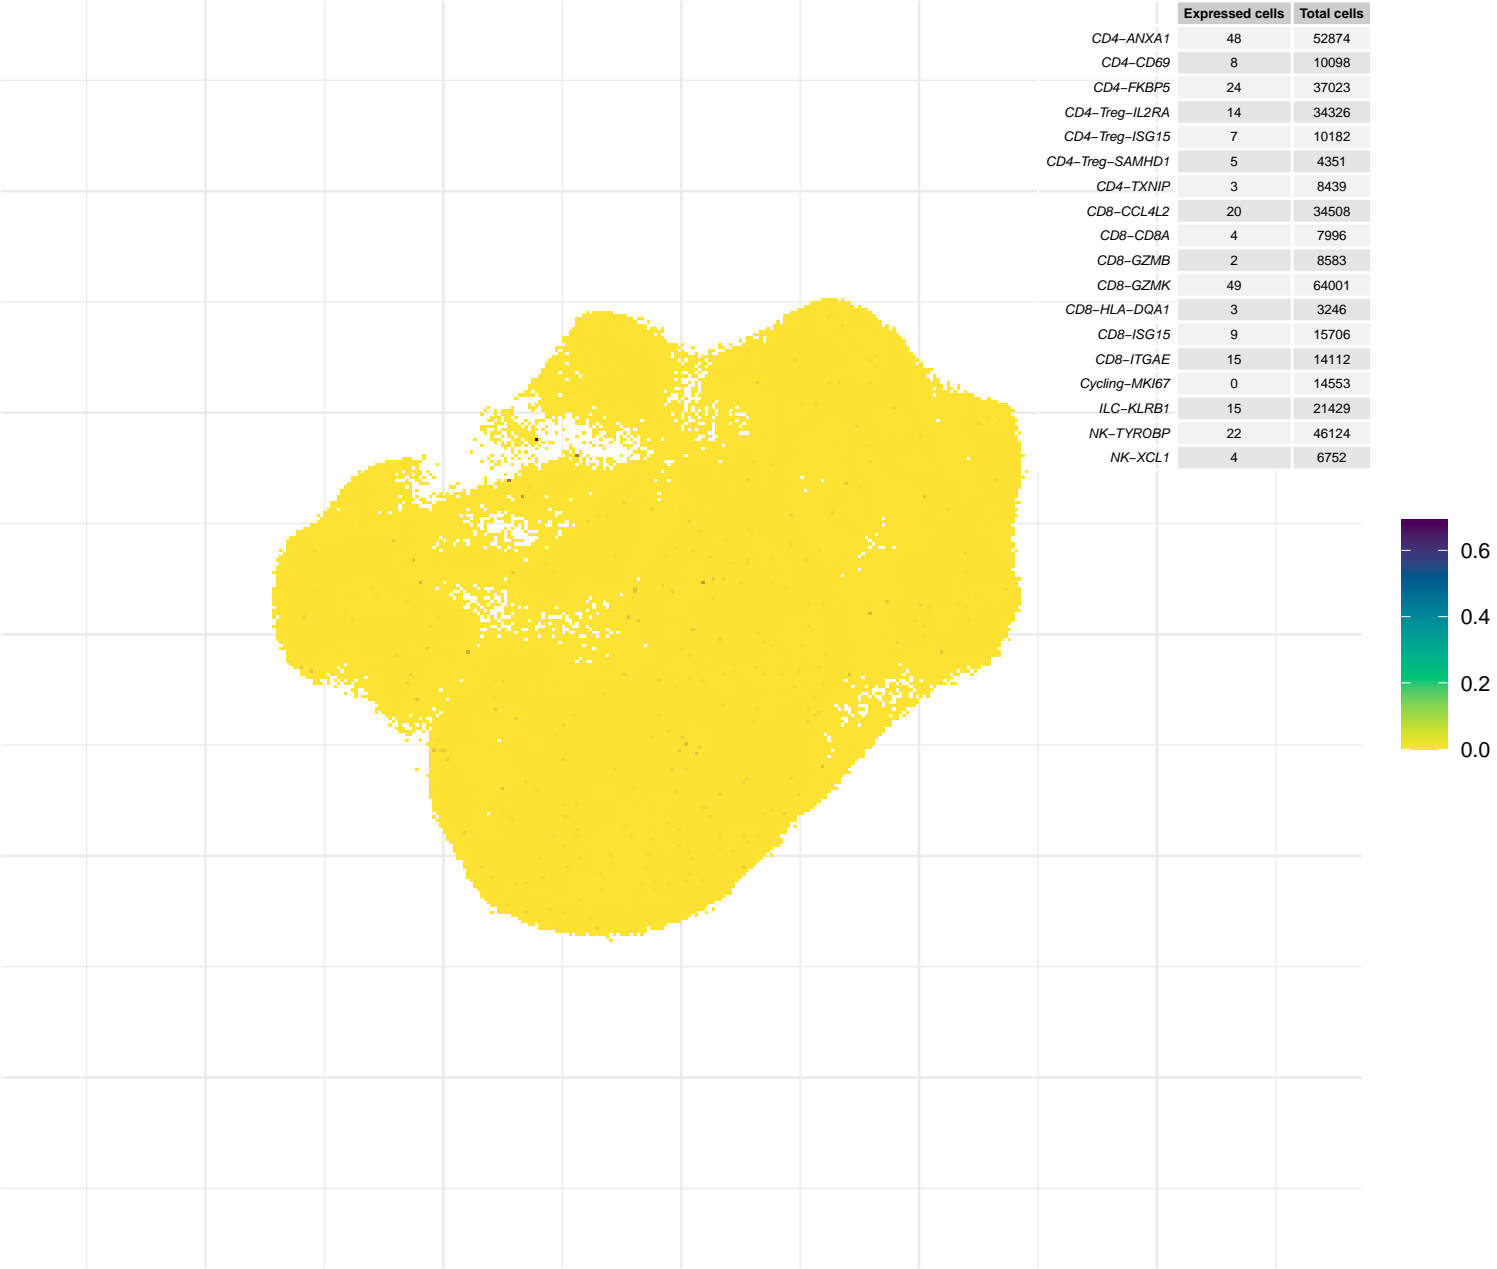 Expressed cells Total cells
CD4−ANXA1 48 52874
CD4−CD69 8 10098
CD4−FKBP5 24 37023
CD4−Treg−IL2RA 14 34326
CD4−Treg−ISG15 7 10182
CD4−Treg−SAMHD1 5 4351
CD4−TXNIP 3 8439
CD8−CCL4L2 20 34508
CD8−CD8A 4 7996
CD8−GZMB 2 8583
CD8−GZMK 49 64001
CD8−HLA−DQA1 3 3246
CD8−ISG15 9 15706
CD8−ITGAE 15 14112
Cycling−MKI67 0 14553
ILC−KLRB1 15 21429
NK−TYROBP 22 46124
NK−XCL1 4 6752
0.6
0.4
0.2
0.0